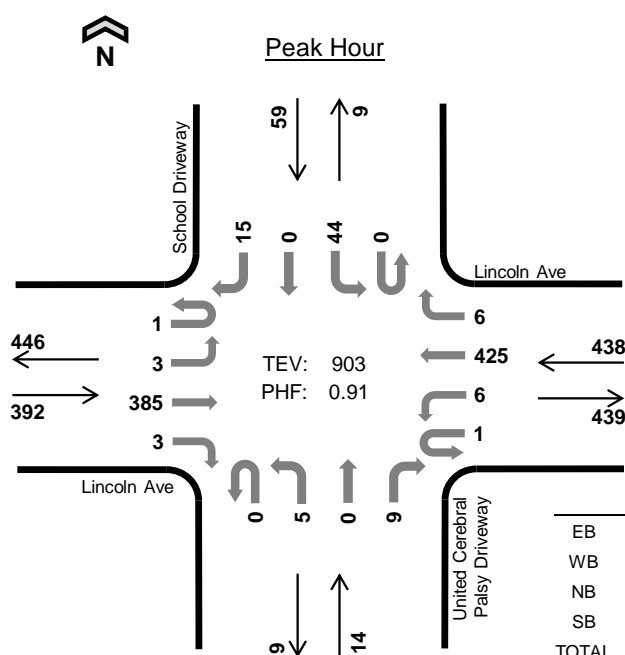 Peak Hour
N
59
9
School Driveway
15
0
44
0
Lincoln Ave
1
3
385
3
446
392
TEV: 903
PHF: 0.91
6
425
6
1
438
439
Lincoln Ave
0
5
0
9
United Cerebral
Palsy Driveway
9
14
EB
WB
NB
SB
TOTAL